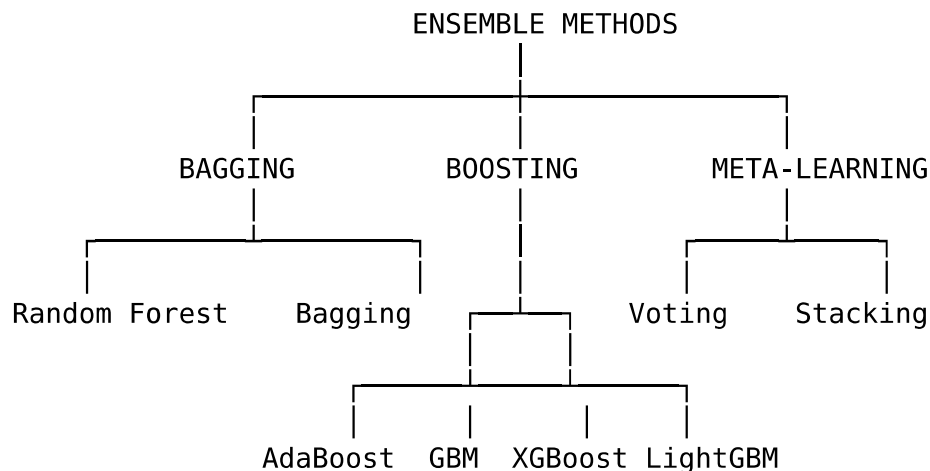 ENSEMBLE METHODS
BAGGING BOOSTING META-LEARNING
Random Forest Bagging Voting Stacking
AdaBoost GBM XGBoost LightGBM